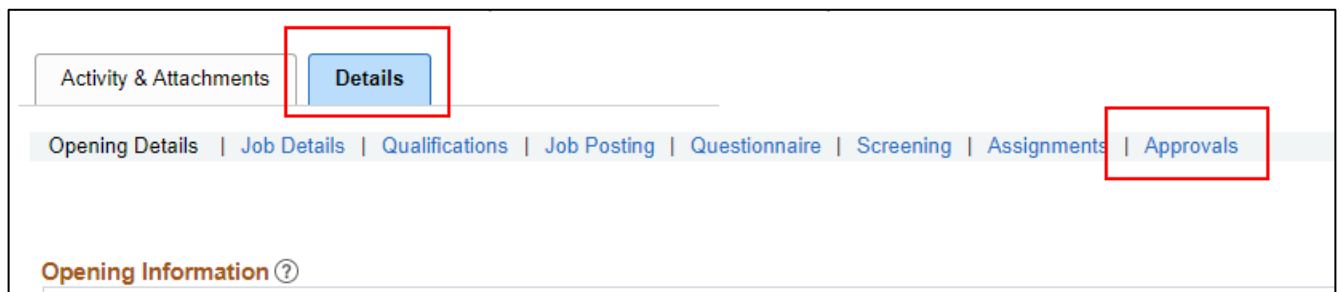 Activity & Attachments Details
Opening Details | Job Details | Qualifications | Job Posting | Questionnaire | Screening | Assignments | Approvals
Opening Information ?